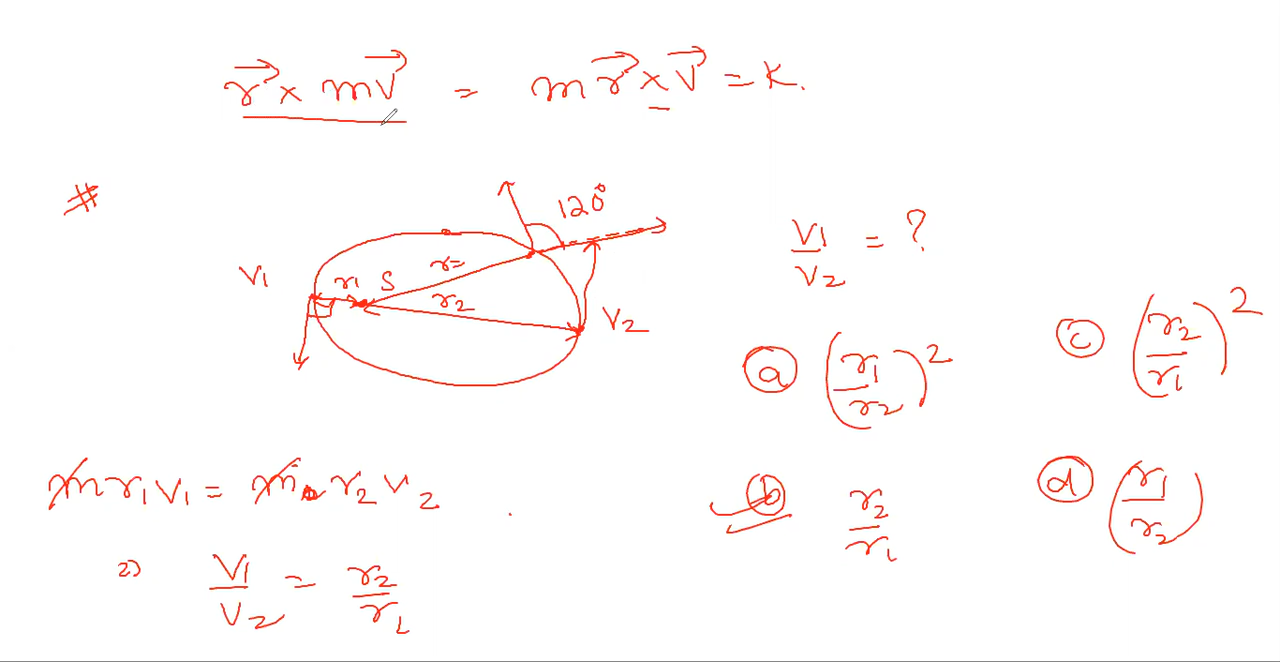 r⃗ × mv⃗ = m r⃗ × v⃗ = K.
#
120°
V1
r1
S
r=
r2
V2
V1/V2 = ?
(a) (r1/r2)^2
(c) (r2/r1)^2
(b) r2/r1
(d) (r1/r2)
m r1 v1 = m r2 v2
⇒ V1/V2 = r2/r1